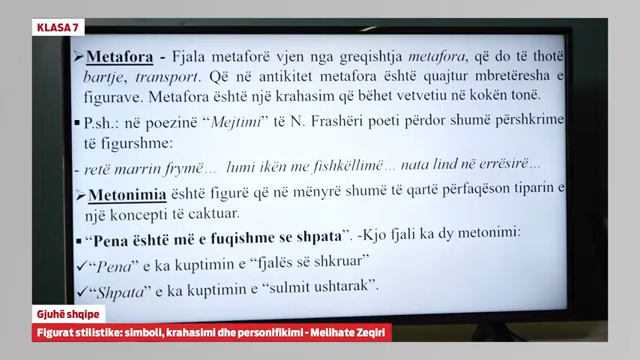 KLASA 7
➢Metafora - Fjala metaforë vjen nga greqishtja metafora, që do të thotë
bartje, transport. Që në antikitet metafora është quajtur mbretëresha e
figurave. Metafora është një krahasim që bëhet vetvetiu në kokën tonë.
▪ P.sh.: në poezinë “Mejtimi” të N. Frashëri poeti përdor shumë përshkrime
të figurshme:
- retë marrin frymë… lumi ikën me fishkëllimë… nata lind në errësirë…
➢Metonimia është figurë që në mënyrë shumë të qartë përfaqëson tiparin e
një koncepti të caktuar.
▪ “Pena është më e fuqishme se shpata”. -Kjo fjali ka dy metonimi:
✓“Pena” e ka kuptimin e “fjalës së shkruar”
✓“Shpata” e ka kuptimin e “sulmit ushtarak”.
Gjuhë shqipe
Figurat stilistike: simboli, krahasimi dhe personifikimi - Melihate Zeqiri